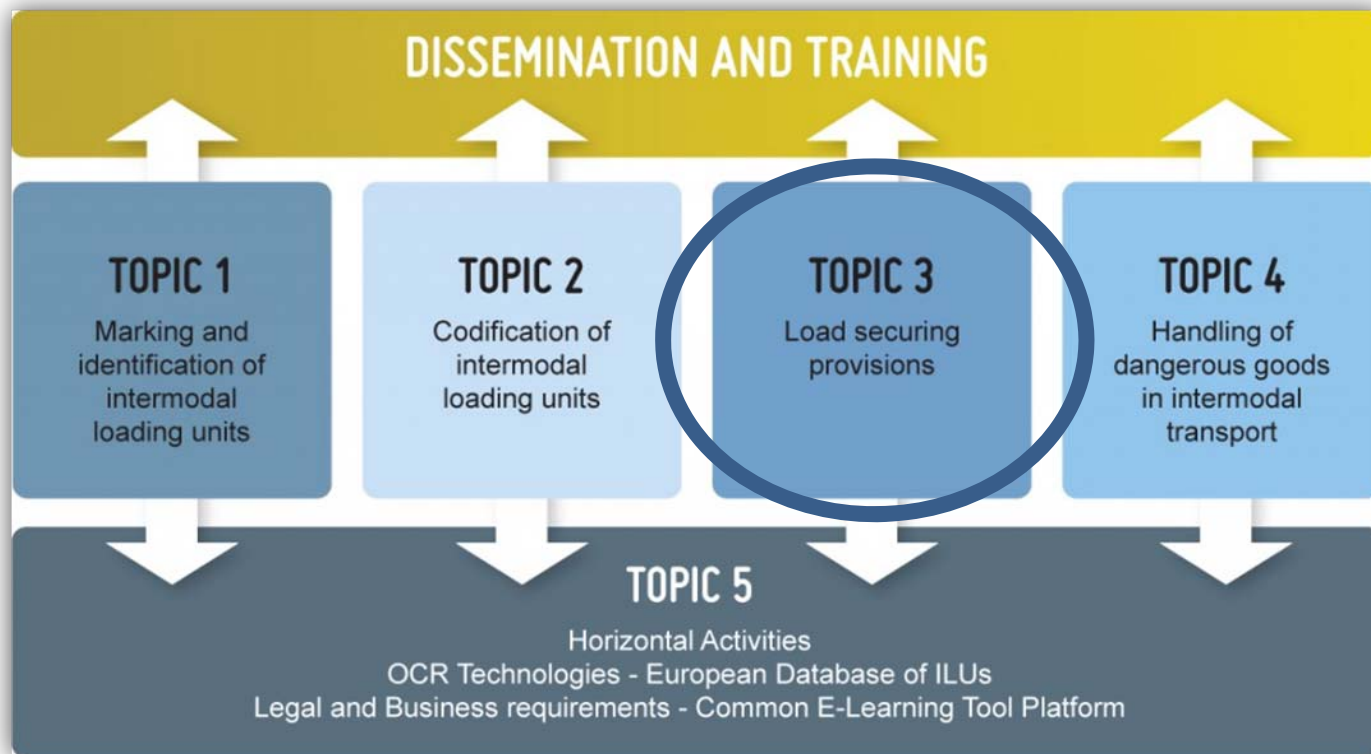 DISSEMINATION AND TRAINING
TOPIC 1
Marking and
identification of
intermodal
loading units
TOPIC 2
Codification of
intermodal
loading units
TOPIC 3
Load securing
provisions
TOPIC 4
Handling of
dangerous goods
in intermodal
transport
TOPIC 5
Horizontal Activities
OCR Technologies - European Database of ILUs
Legal and Business requirements - Common E-Learning Tool Platform